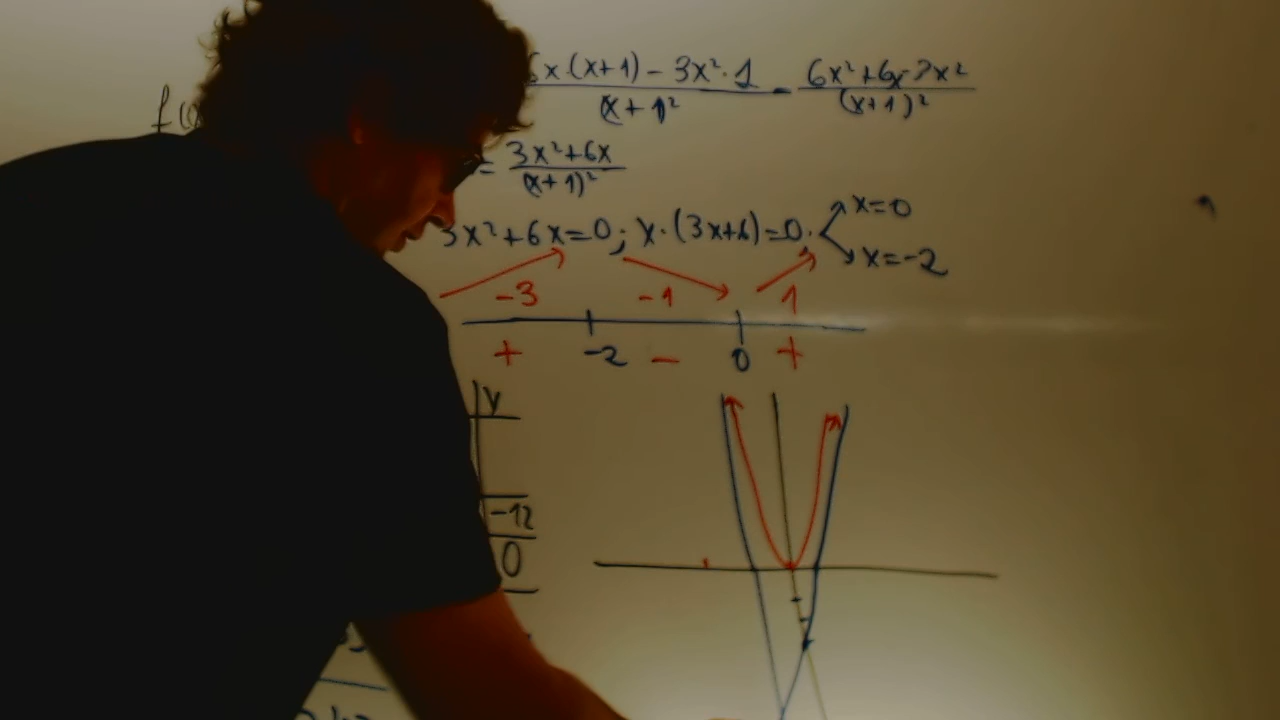 6x·(x+1) - 3x²·1 / (x+1)² = 6x²+6x-3x² / (x+1)²
f(
= 3x²+6x / (x+1)²
3x²+6x=0; x·(3x+6)=0
x=0
x=-2
-3 -1 1
+ -2 - 0 +
y
-12
0